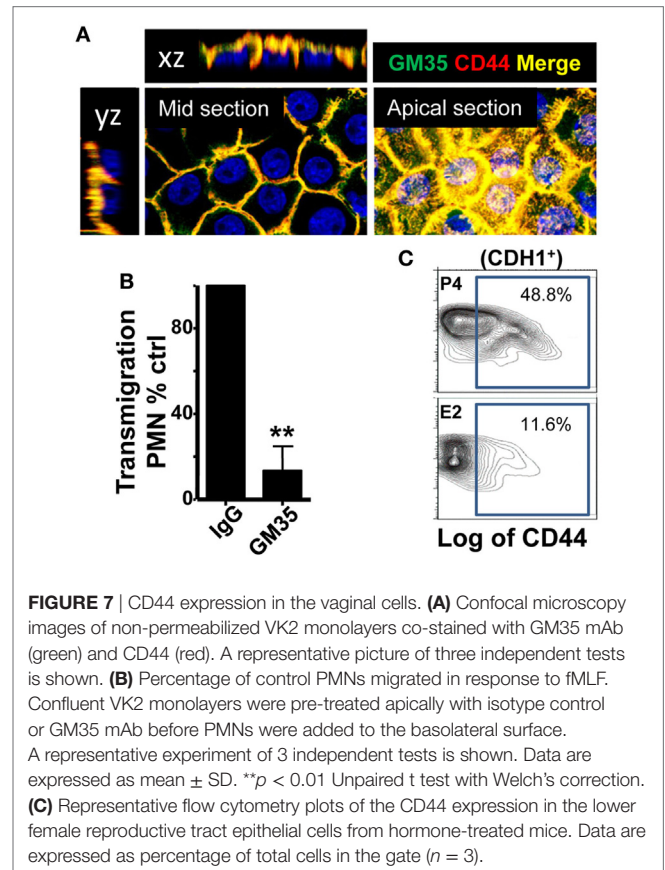 A
xz
GM35 CD44 Merge
yz
Mid section
Apical section
B
Transmigration
PMN % ctrl
80
40
0
**
IgG
GM35
C
(CDH1+)
P4
48.8%
E2
11.6%
Log of CD44
FIGURE 7 | CD44 expression in the vaginal cells. (A) Confocal microscopy
images of non-permeabilized VK2 monolayers co-stained with GM35 mAb
(green) and CD44 (red). A representative picture of three independent tests
is shown. (B) Percentage of control PMNs migrated in response to fMLF.
Confluent VK2 monolayers were pre-treated apically with isotype control
or GM35 mAb before PMNs were added to the basolateral surface.
A representative experiment of 3 independent tests is shown. Data are
expressed as mean ± SD. **p < 0.01 Unpaired t test with Welch's correction.
(C) Representative flow cytometry plots of the CD44 expression in the lower
female reproductive tract epithelial cells from hormone-treated mice. Data are
expressed as percentage of total cells in the gate (n = 3).